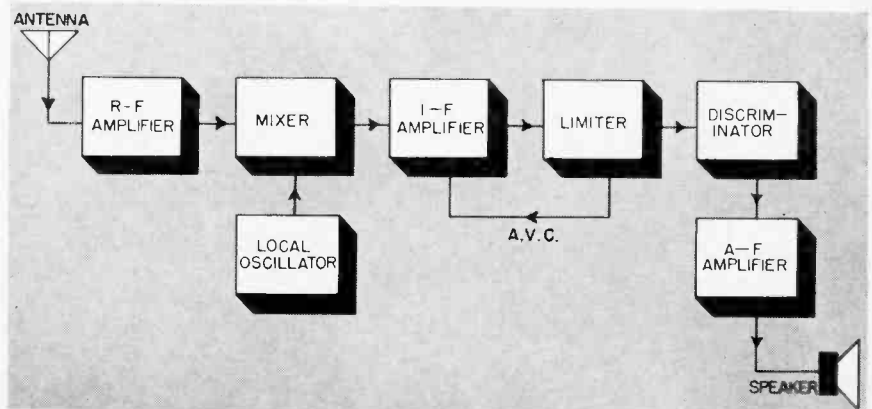 ANTENNA
R-F
AMPLIFIER
MIXER
I-F
AMPLIFIER
LIMITER
DISCRIM-
INATOR
A.V.C.
LOCAL
OSCILLATOR
A-F
AMPLIFIER
SPEAKER